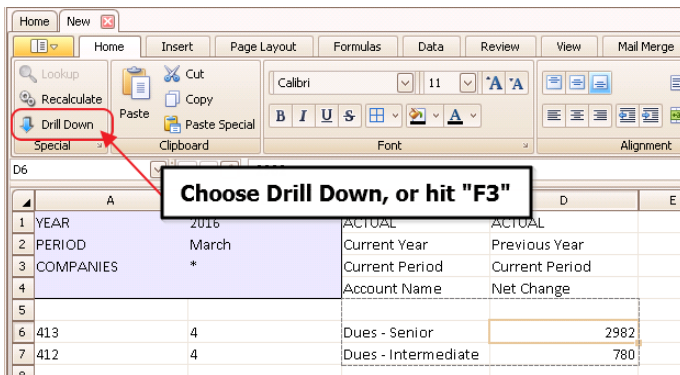 Home New
Home Insert Page Layout Formulas Data Review View Mail Merge
Lookup
Recalculate
Drill Down
Special
Paste
Cut
Copy
Paste Special
Clipboard
Calibri 11 A A
B I U S A
Font
Alignment
D6
Choose Drill Down, or hit "F3"
A D E
1 YEAR 2016 ACTUAL ACTUAL
2 PERIOD March Current Year Previous Year
3 COMPANIES * Current Period Current Period
4 Account Name Net Change
5
6 413 4 Dues - Senior 2982
7 412 4 Dues - Intermediate 780